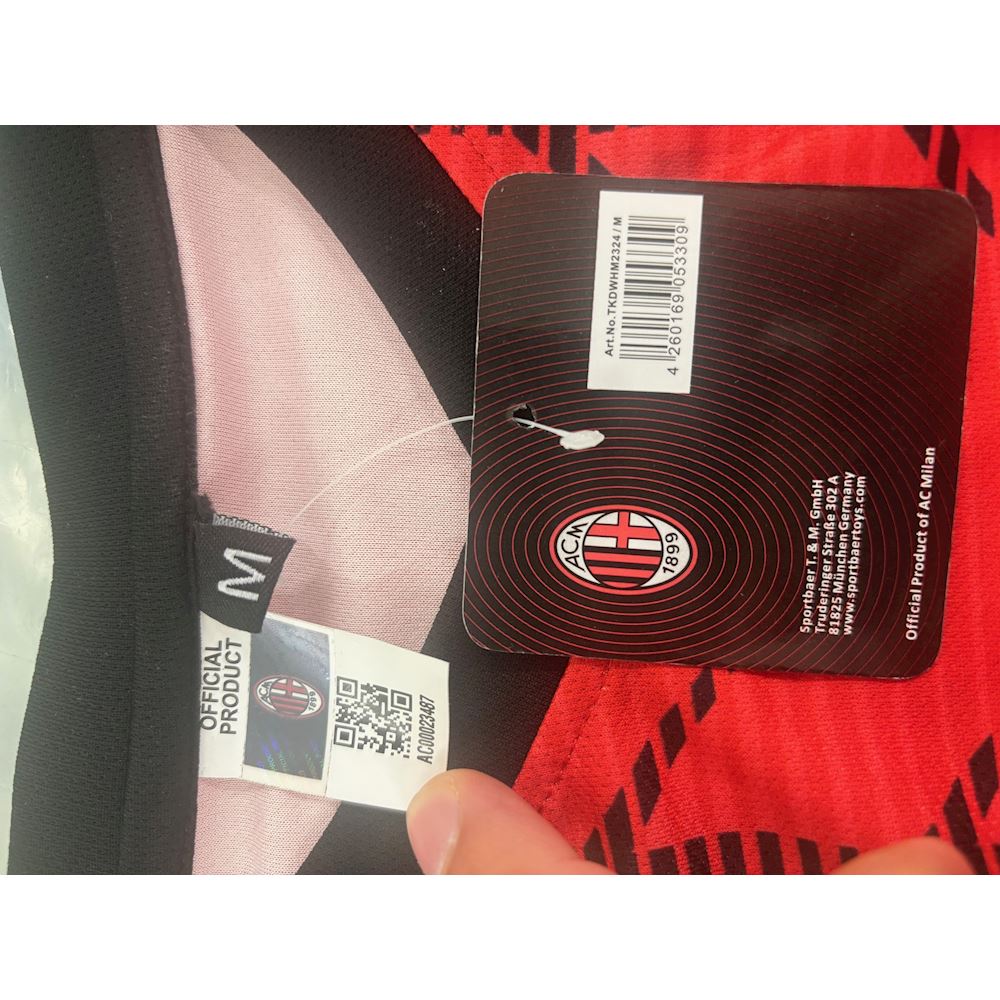 Art.No.TKDWHM2324 / M
4 260169 053309
ACM
1899
Sportbaer T. & M. GmbH
Truderinger Straße 302 A
81825 München Germany
www.sportbaertoys.com
Official Product of AC Milan
M
OFFICIAL
PRODUCT
ACM
1899
AC00023487